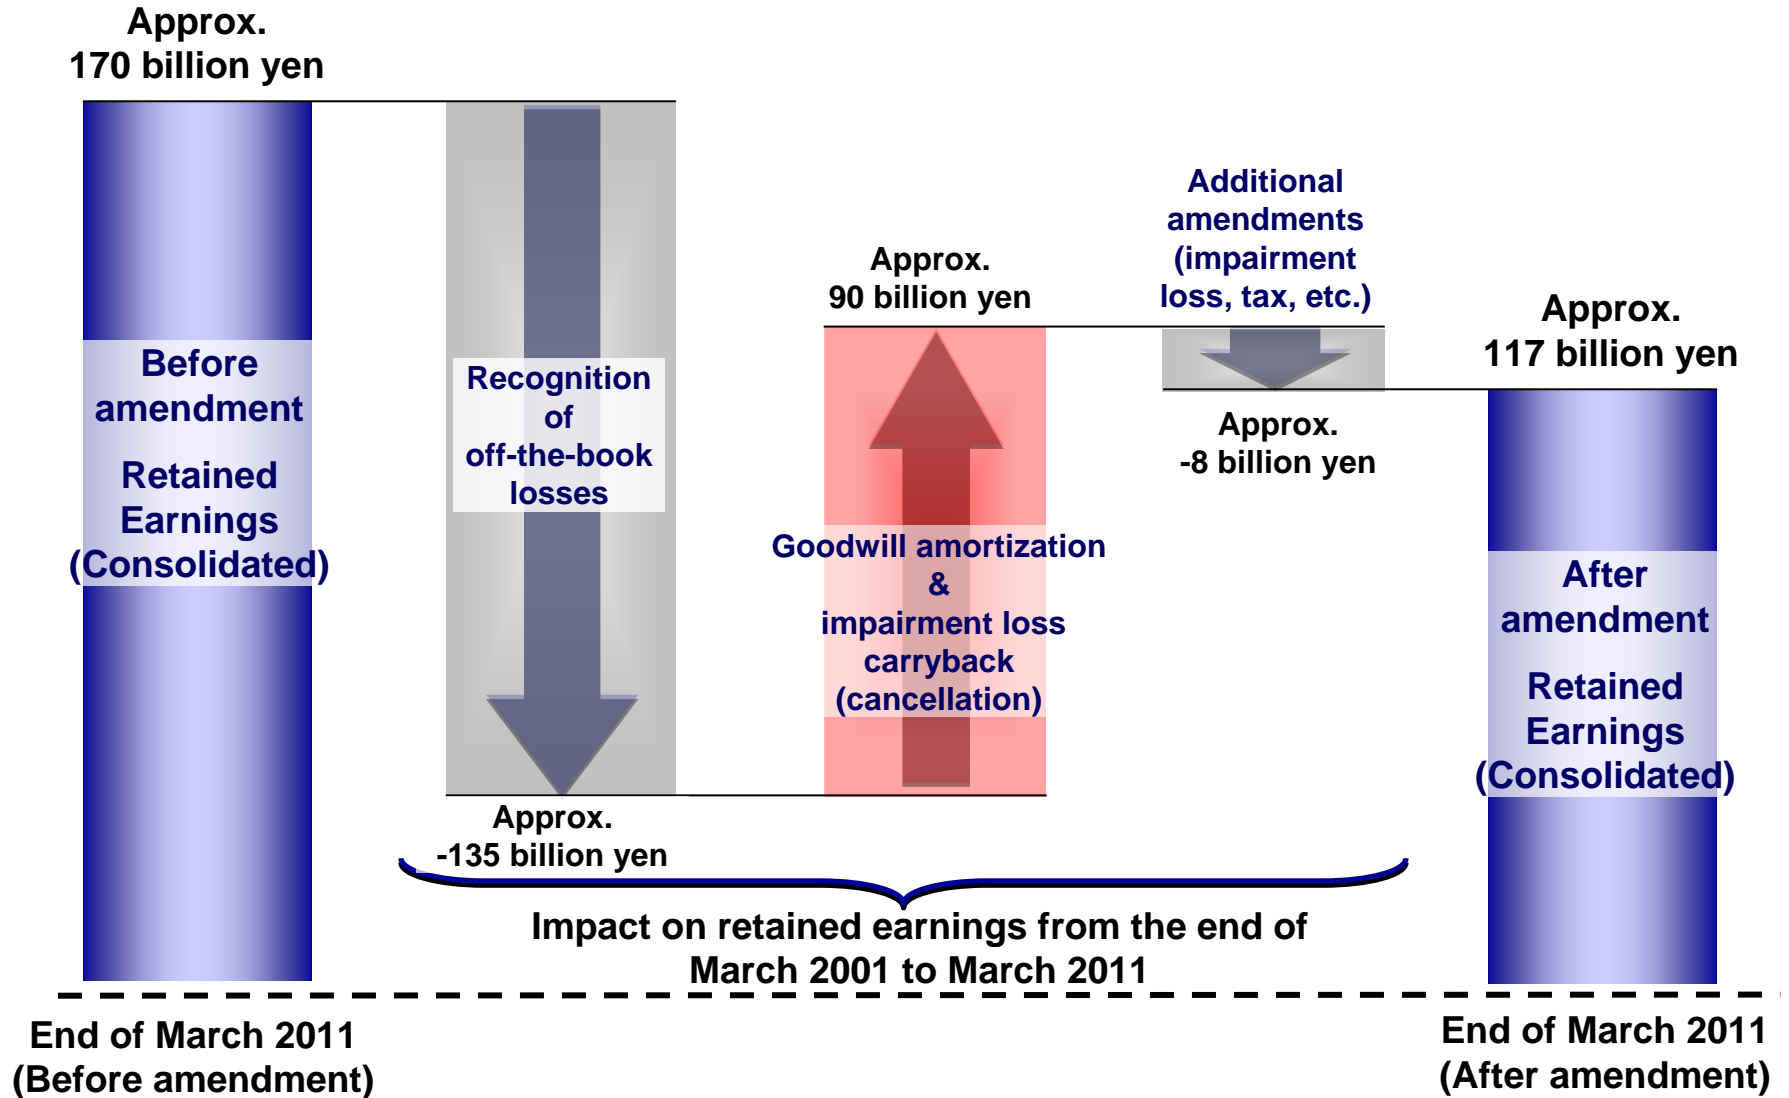 Approx.
170 billion yen
Before
amendment
Retained
Earnings
(Consolidated)
Recognition
of
off-the-book
losses
Approx.
-135 billion yen
Approx.
90 billion yen
Goodwill amortization
&
impairment loss
carryback
(cancellation)
Additional
amendments
(impairment
loss, tax, etc.)
Approx.
-8 billion yen
Approx.
117 billion yen
After
amendment
Retained
Earnings
(Consolidated)
Impact on retained earnings from the end of
March 2001 to March 2011
End of March 2011
(Before amendment)
End of March 2011
(After amendment)